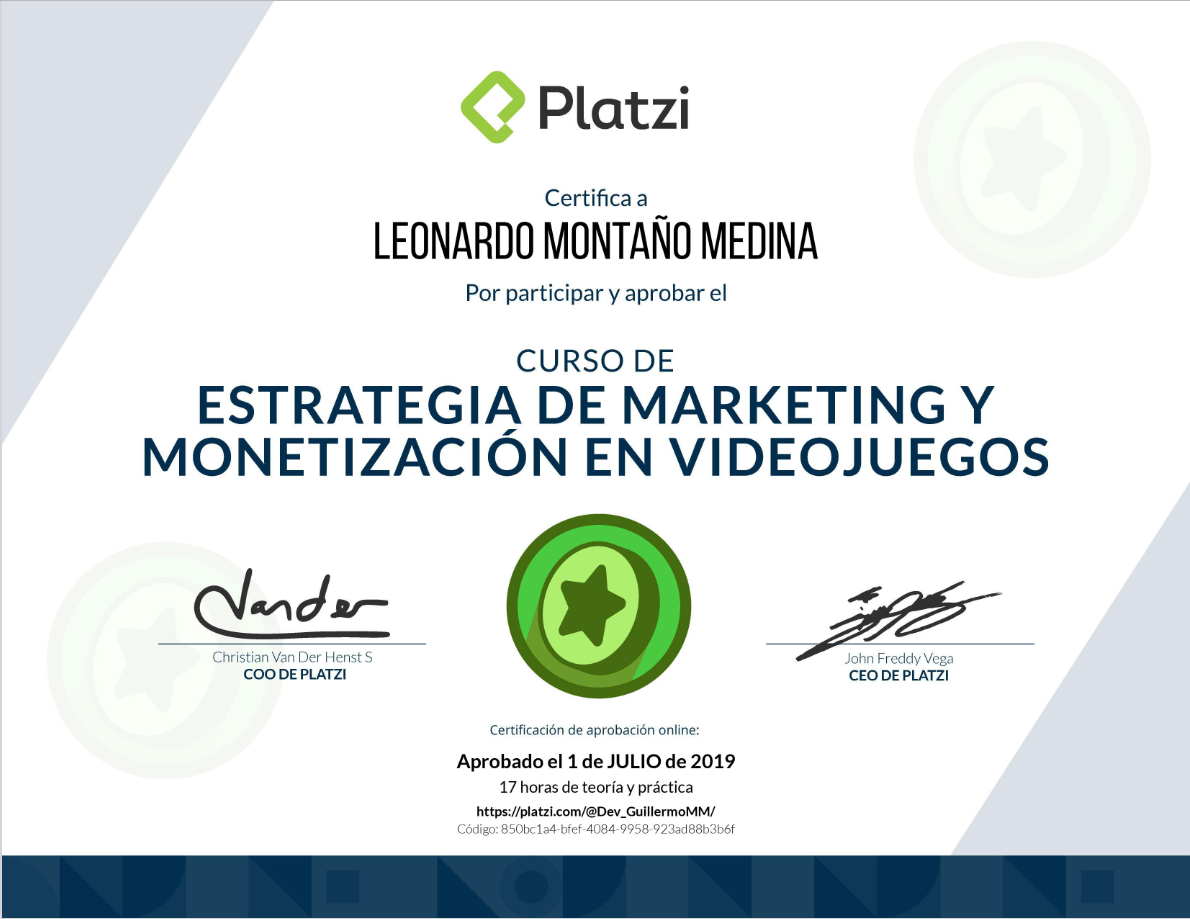 Platzi
Certifica a
LEONARDO MONTAÑO MEDINA
Por participar y aprobar el
CURSO DE
ESTRATEGIA DE MARKETING Y
MONETIZACIÓN EN VIDEOJUEGOS
Vander
Christian Van Der Henst S
COO DE PLATZI
John Freddy Vega
CEO DE PLATZI
Certificación de aprobación online:
Aprobado el 1 de JULIO de 2019
17 horas de teoría y práctica
https://platzi.com/@Dev_GuillermoMM/
Código: 850bc1a4-bfef-4084-9958-923ad88b3b6f